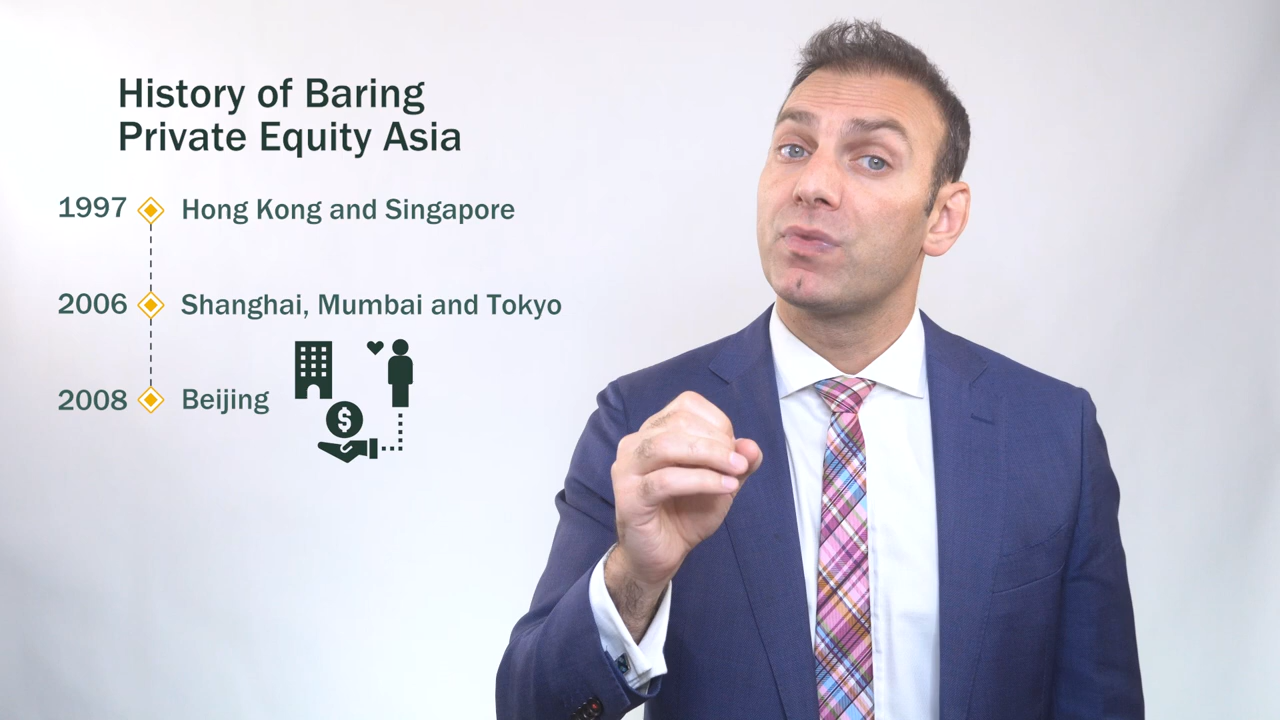 History of Baring
Private Equity Asia
1997 Hong Kong and Singapore
2006 Shanghai, Mumbai and Tokyo
2008 Beijing
$